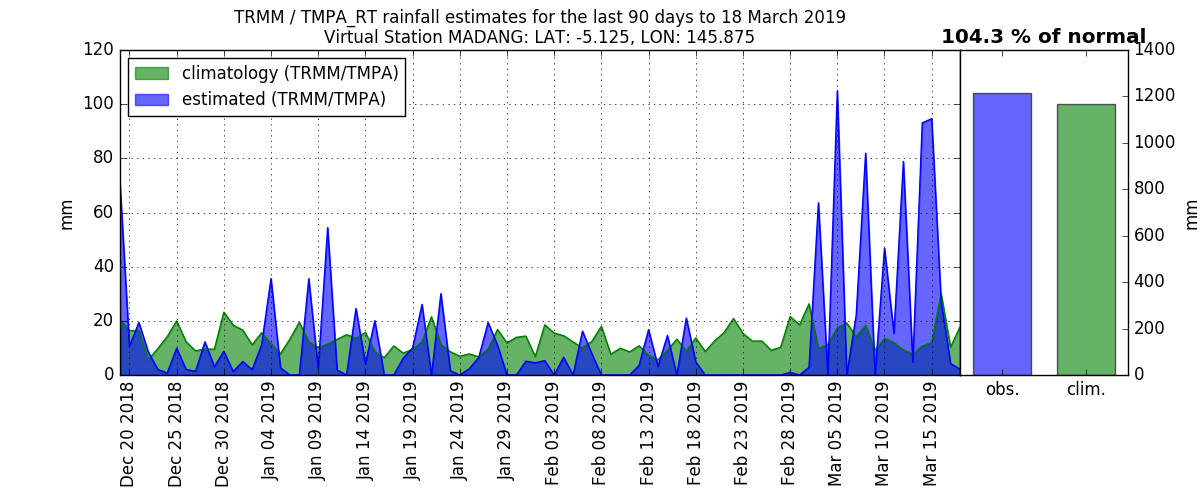 TRMM / TMPA_RT rainfall estimates for the last 90 days to 18 March 2019
Virtual Station MADANG: LAT: -5.125, LON: 145.875
104.3 % of normal
climatology (TRMM/TMPA)
estimated (TRMM/TMPA)
mm
120
100
80
60
40
20
0
Dec 20 2018
Dec 25 2018
Dec 30 2018
Jan 04 2019
Jan 09 2019
Jan 14 2019
Jan 19 2019
Jan 24 2019
Jan 29 2019
Feb 03 2019
Feb 08 2019
Feb 13 2019
Feb 18 2019
Feb 23 2019
Feb 28 2019
Mar 05 2019
Mar 10 2019
Mar 15 2019
obs.
clim.
1400
1200
1000
800
600
400
200
0
mm